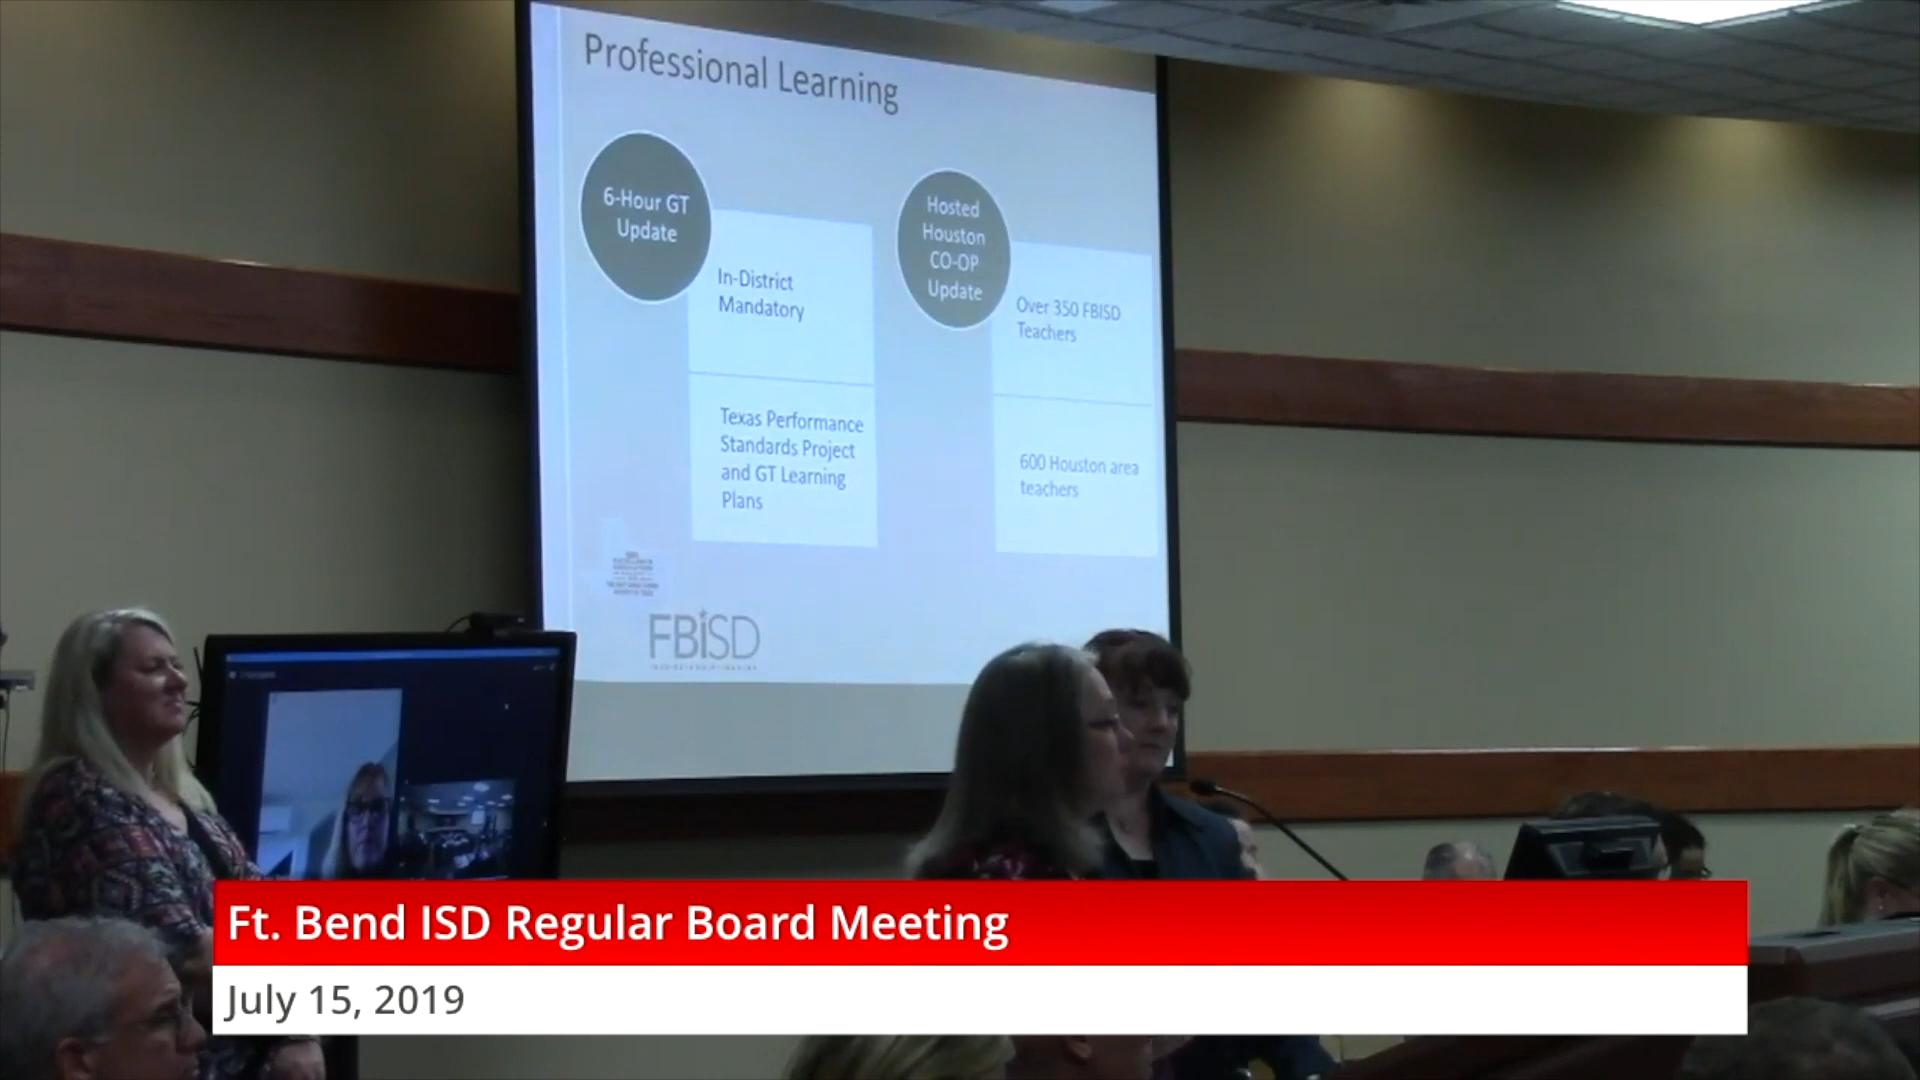 Professional Learning
6-Hour GT
Update
In-District
Mandatory
Texas Performance
Standards Project
and GT Learning
Plans
Hosted
Houston
CO-OP
Update
Over 350 FBISD
Teachers
600 Houston area
teachers
FBiSD
Ft. Bend ISD Regular Board Meeting
July 15, 2019